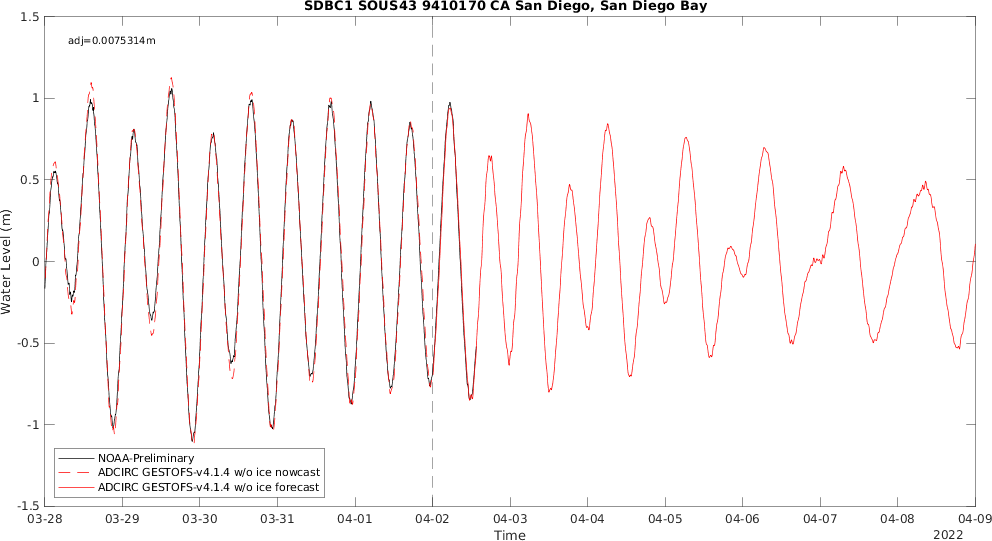 SDBC1 SOUS43 9410170 CA San Diego, San Diego Bay
1.5
adj=0.0075314m
1
0.5
0
-0.5
-1
-1.5
Water Level (m)
NOAA-Preliminary
ADCIRC GESTOFS-v4.1.4 w/o ice nowcast
ADCIRC GESTOFS-v4.1.4 w/o ice forecast
03-28 03-29 03-30 03-31 04-01 04-02 04-03 04-04 04-05 04-06 04-07 04-08 04-09
Time
2022